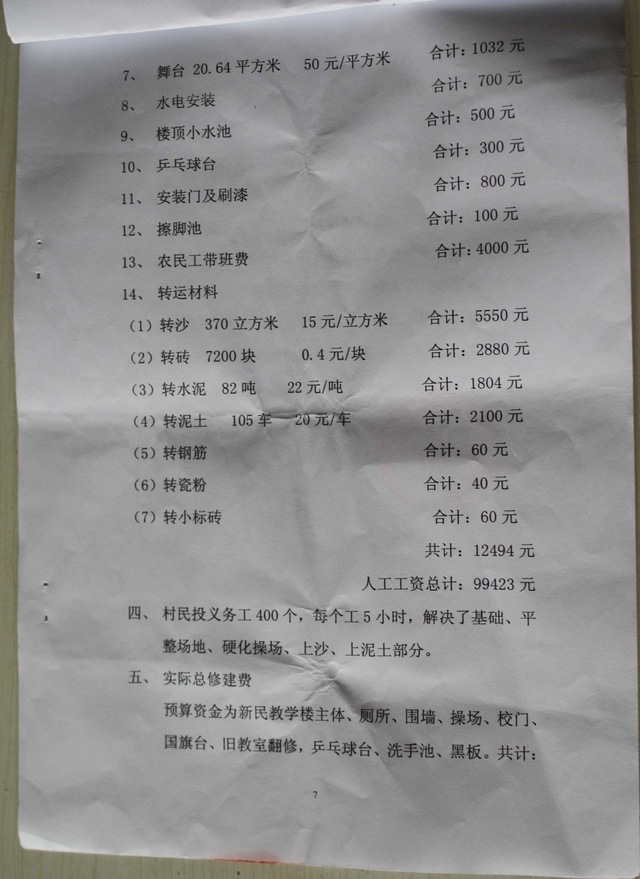 7、 舞台 20.64 平方米 50 元/平方米 合计：1032 元
8、 水电安装 合计：700 元
9、 楼顶小水池 合计：500 元
10、 乒乓球台 合计：300 元
11、 安装门及刷漆 合计：800 元
12、 擦脚池 合计：100 元
13、 农民工带班费 合计：4000 元
14、 转运材料
（1）转沙 370 立方米 15 元/立方米 合计：5550 元
（2）转砖 7200 块 0.4 元/块 合计：2880 元
（3）转水泥 82 吨 22 元/吨 合计：1804 元
（4）转泥土 105 车 20 元/车 合计：2100 元
（5）转钢筋 合计：60 元
（6）转瓷粉 合计：40 元
（7）转小标砖 合计：60 元
共计：12494 元
人工工资总计：99423 元
四、 村民投义务工 400 个，每个工 5 小时，解决了基础、平
整场地、硬化操场、上沙、上泥土部分。
五、 实际总修建费
预算资金为新民教学楼主体、厕所、围墙、操场、校门、
国旗台、旧教室翻修，乒乓球台、洗手池、黑板。共计：
7